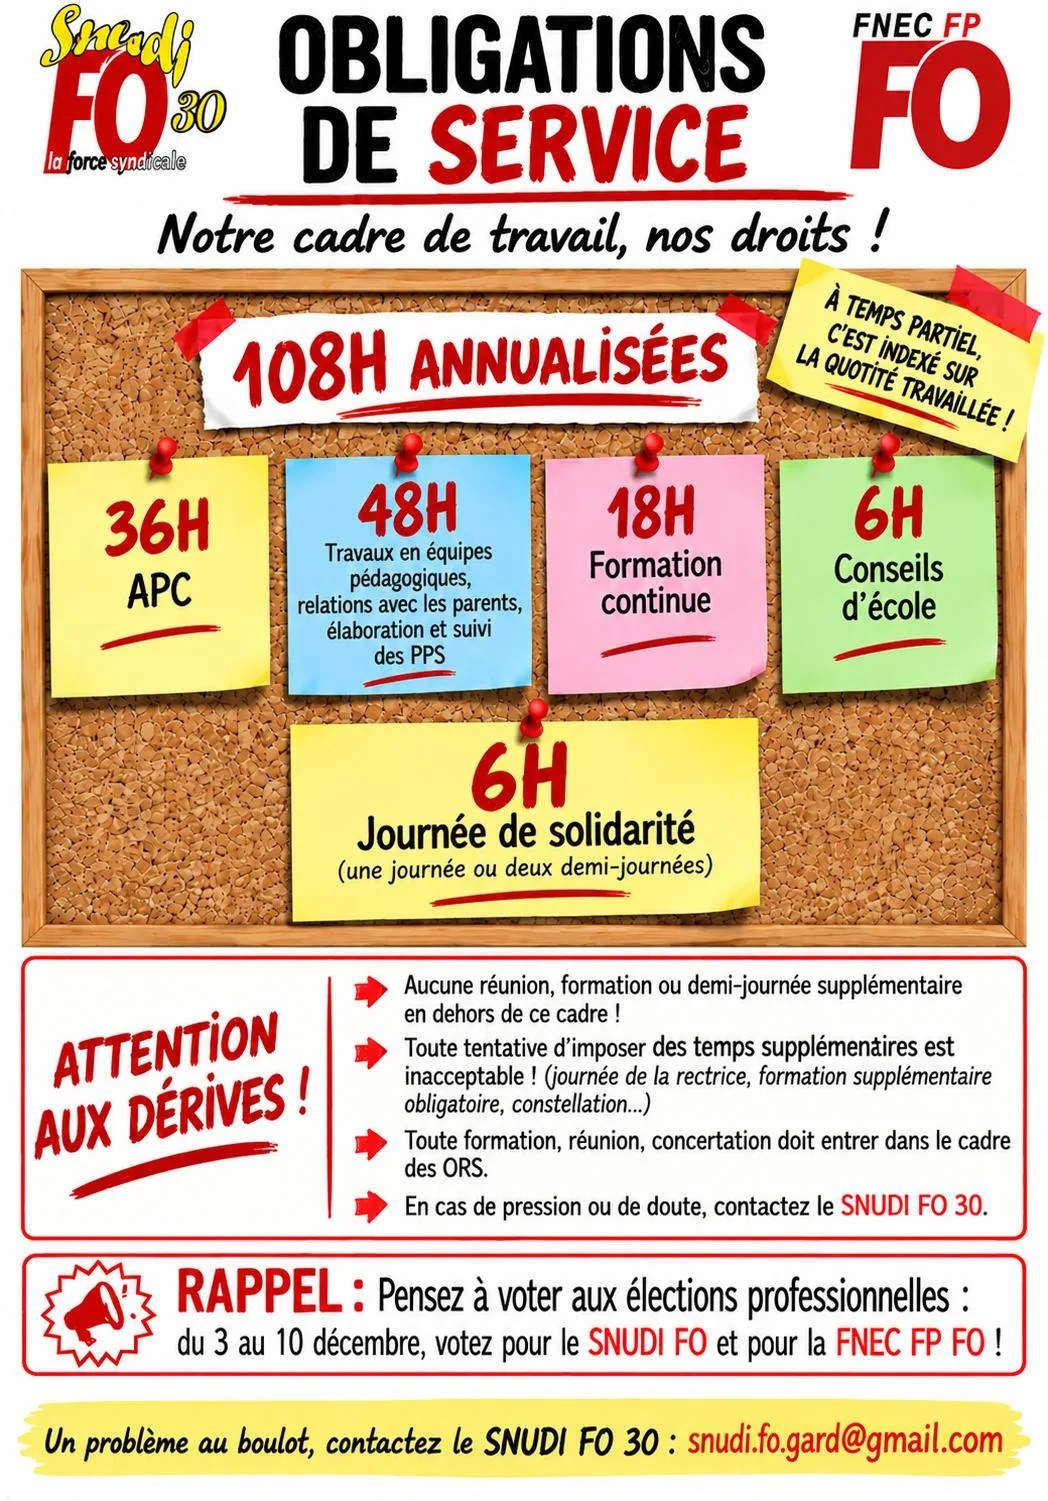 Snudi
FO
30
la force syndicale
OBLIGATIONS
DE SERVICE
FNEC FP
FO
Notre cadre de travail, nos droits !
108H ANNUALISÉES
À TEMPS PARTIEL,
C'EST INDEXÉ SUR
LA QUOTITÉ TRAVAILLÉE !
36H
APC
48H
Travaux en équipes
pédagogiques,
relations avec les parents,
élaboration et suivi
des PPS
18H
Formation
continue
6H
Conseils
d'école
6H
Journée de solidarité
(une journée ou deux demi-journées)
ATTENTION
AUX DÉRIVES !
Aucune réunion, formation ou demi-journée supplémentaire
en dehors de ce cadre !
Toute tentative d'imposer des temps supplémentaires est
inacceptable ! (journée de la rectrice, formation supplémentaire
obligatoire, constellation...)
Toute formation, réunion, concertation doit entrer dans le cadre
des ORS.
En cas de pression ou de doute, contactez le SNUDI FO 30.
RAPPEL : Pensez à voter aux élections professionnelles :
du 3 au 10 décembre, votez pour le SNUDI FO et pour la FNEC FP FO !
Un problème au boulot, contactez le SNUDI FO 30 : snudi.fo.gard@gmail.com